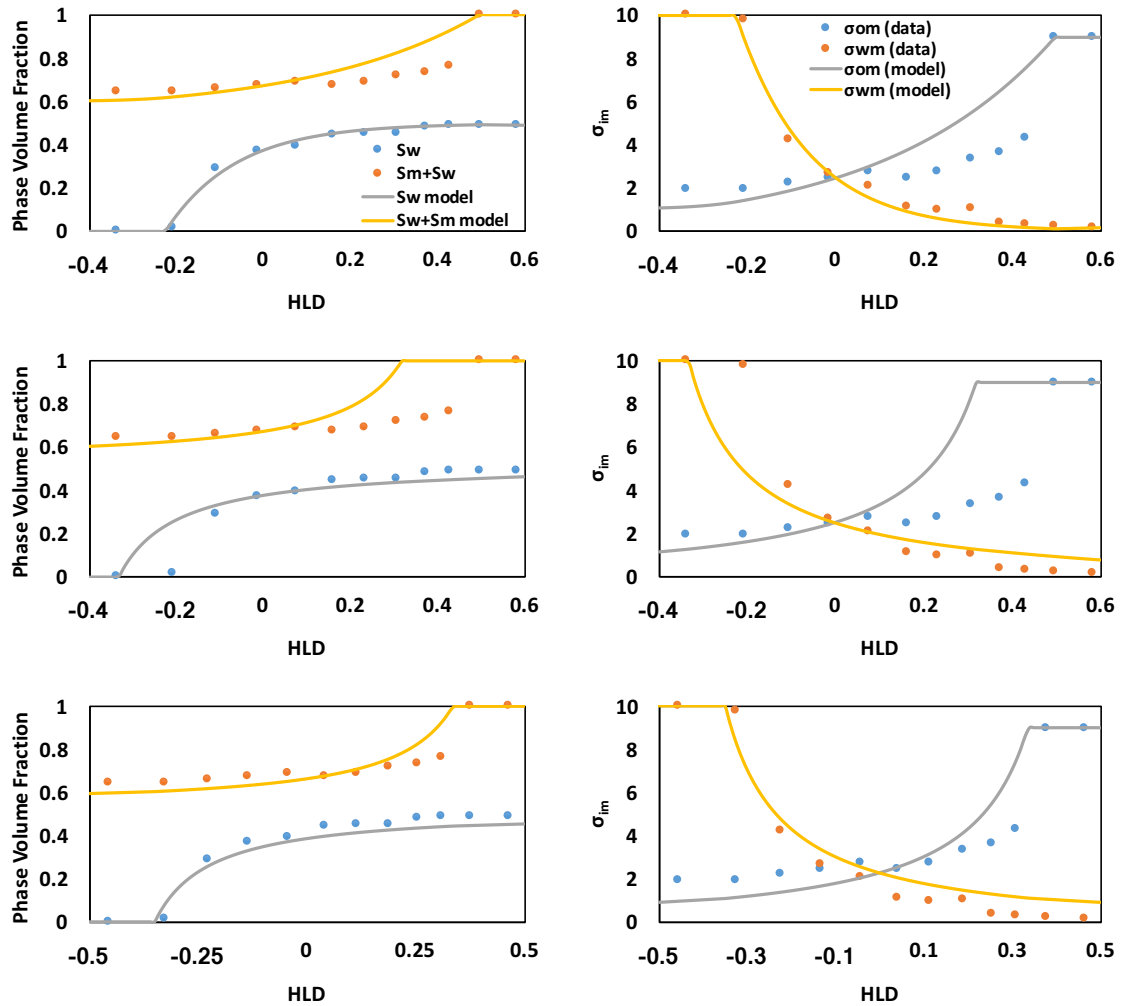 Phase Volume Fraction
1
0.8
0.6
0.4
0.2
0
Sw
Sm+Sw
Sw model
Sw+Sm model
-0.4 -0.2 0 0.2 0.4 0.6
HLD
σim
10
8
6
4
2
0
σom (data)
σwm (data)
σom (model)
σwm (model)
-0.4 -0.2 0 0.2 0.4 0.6
HLD
Phase Volume Fraction
1
0.8
0.6
0.4
0.2
0
-0.4 -0.2 0 0.2 0.4 0.6
HLD
σim
10
8
6
4
2
0
-0.4 -0.2 0 0.2 0.4 0.6
HLD
Phase Volume Fraction
1
0.8
0.6
0.4
0.2
0
-0.5 -0.25 0 0.25 0.5
HLD
σim
10
8
6
4
2
0
-0.5 -0.3 -0.1 0.1 0.3 0.5
HLD